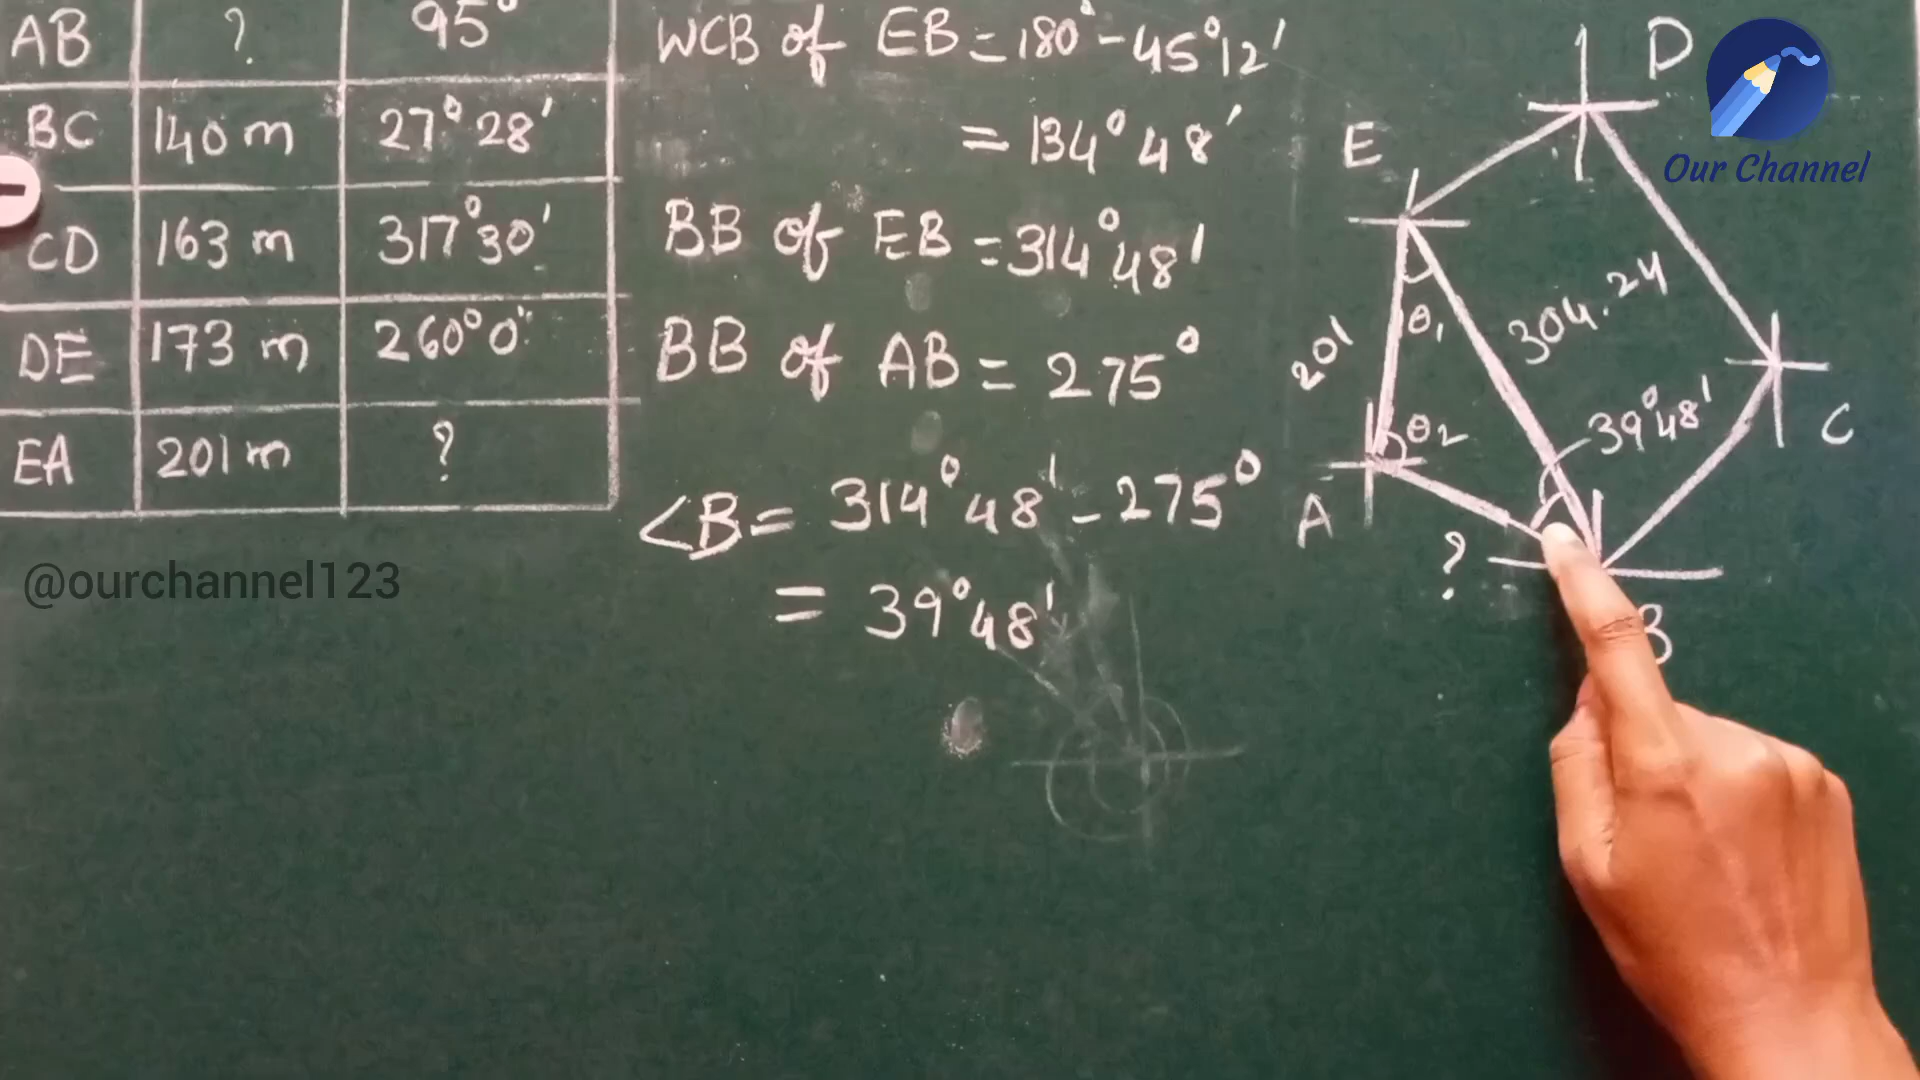 AB ? 95°
BC 140 m 27°28'
CD 163 m 317°30'
DE 173 m 260°0'
EA 201 m ?
WCB of EB = 180° - 45°12'
= 134°48'
BB of EB = 314°48'
BB of AB = 275°
∠B = 314°48' - 275°
= 39°48'
D
E
304.24
θ1
201
39°48'
θ2
C
A
?
B
Our Channel
@ourchannel123